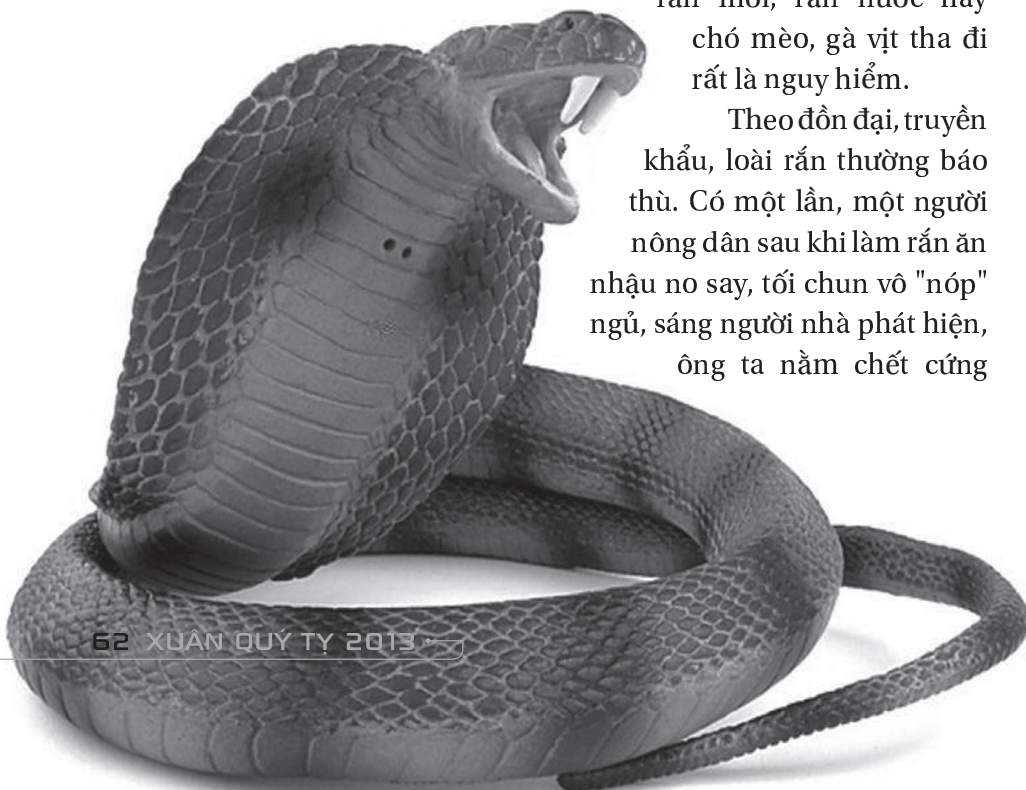 chó mèo, gà vịt tha đi
rất là nguy hiểm.
Theo đồn đại, truyền
khẩu, loài rắn thường báo
thù. Có một lần, một người
nông dân sau khi làm rắn ăn
nhậu no say, tối chun vô "nóp"
ngủ, sáng người nhà phát hiện,
ông ta nằm chết cứng
62 XUÂN QUÝ TỴ 2013